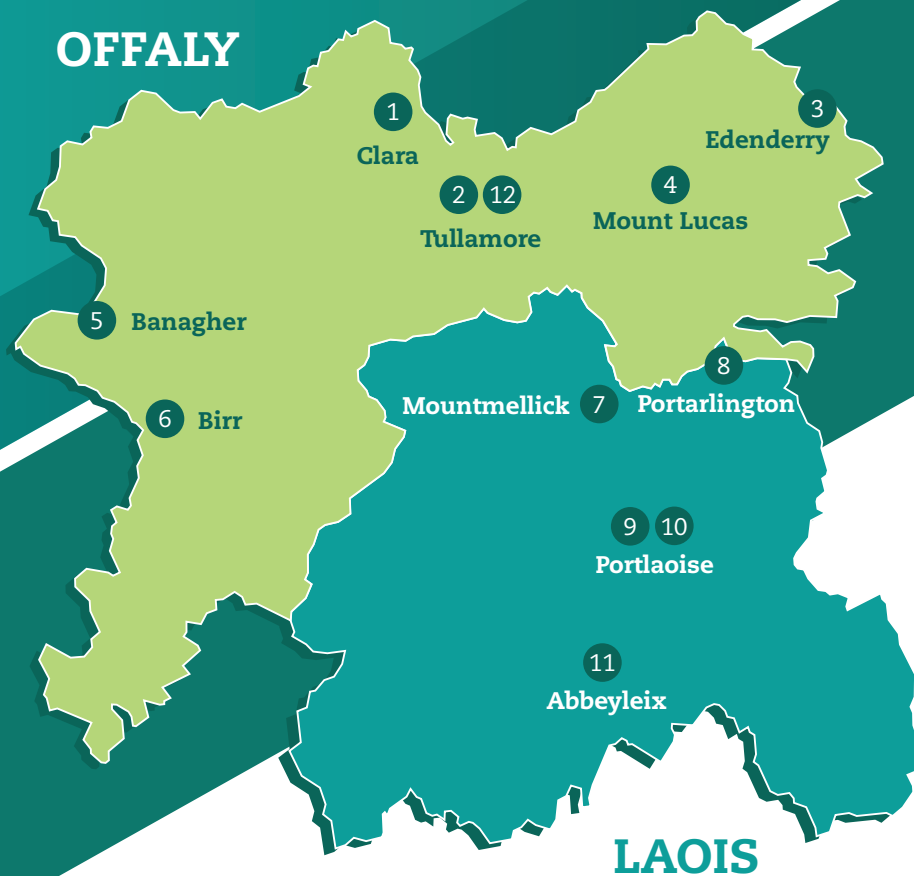 OFFALY
1
Clara
3
Edenderry
2 12
Tullamore
4
Mount Lucas
5 Banagher
6 Birr
8
Portarlington
Mountmellick 7
9 10
Portlaoise
11
Abbeyleix
LAOIS